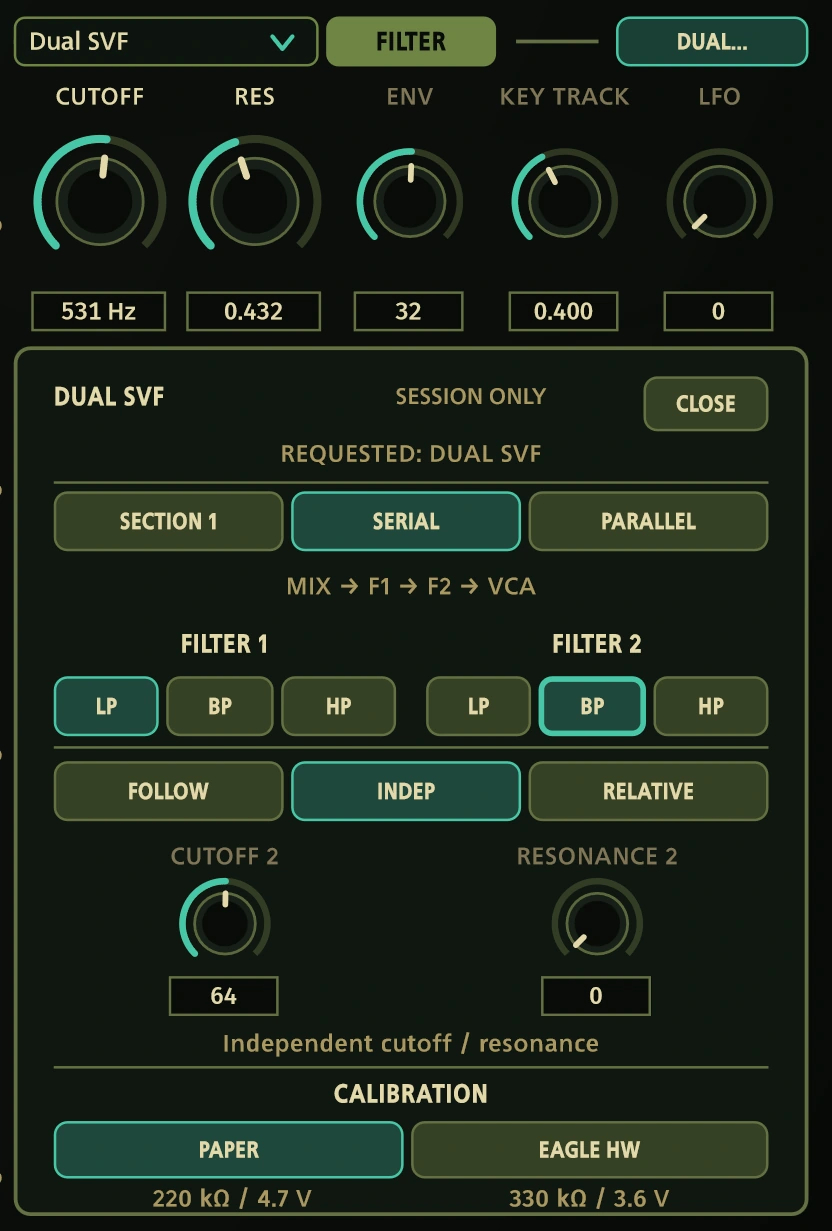 Dual SVF FILTER DUAL...
CUTOFF RES ENV KEY TRACK LFO
531 Hz 0.432 32 0.400 0
DUAL SVF SESSION ONLY CLOSE
REQUESTED: DUAL SVF
SECTION 1 SERIAL PARALLEL
MIX → F1 → F2 → VCA
FILTER 1 FILTER 2
LP BP HP LP BP HP
FOLLOW INDEP RELATIVE
CUTOFF 2 RESONANCE 2
64 0
Independent cutoff / resonance
CALIBRATION
PAPER EAGLE HW
220 kΩ / 4.7 V 330 kΩ / 3.6 V